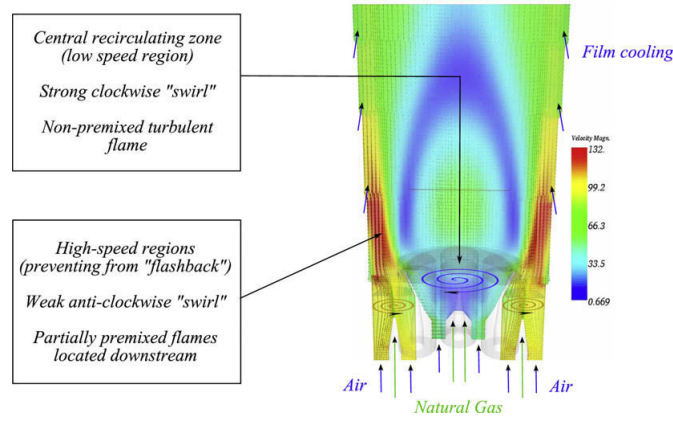 Central recirculating zone
(low speed region)
Strong clockwise "swirl"
Non-premixed turbulent
flame
High-speed regions
(preventing from "flashback")
Weak anti-clockwise "swirl"
Partially premixed flames
located downstream
Film cooling
Velocity Magn.
132.
99.2
66.3
33.5
0.669
Air
Air
Natural Gas